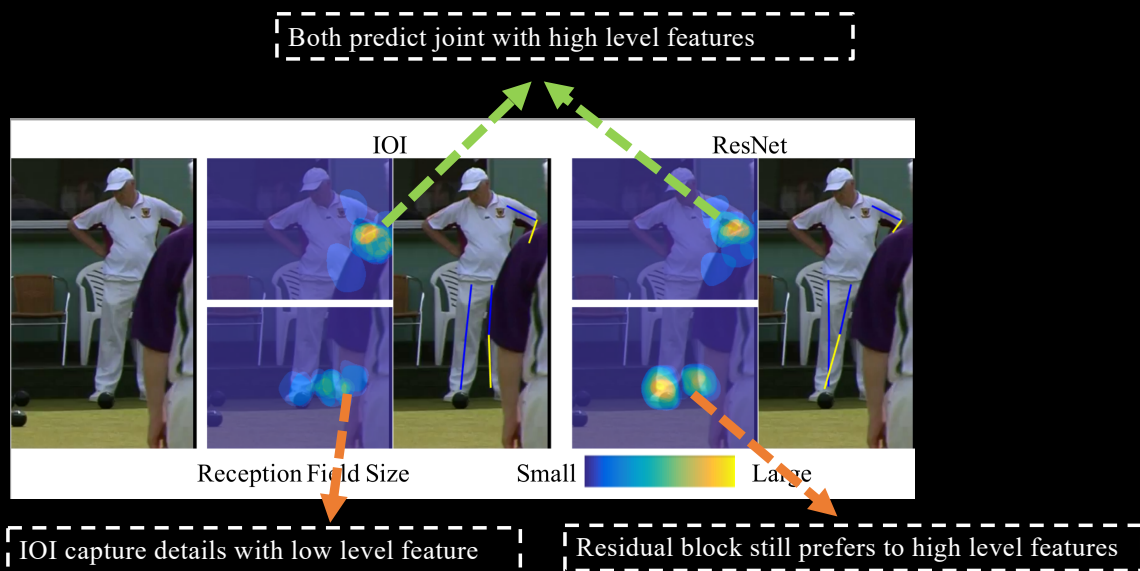 Both predict joint with high level features
IOI
ResNet
Reception Field Size
Small
Large
IOI capture details with low level feature
Residual block still prefers to high level features